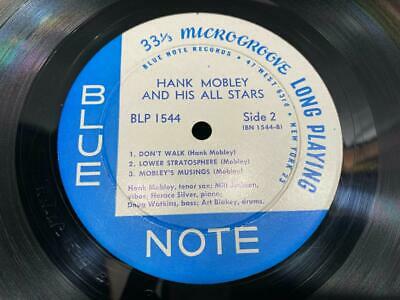 33⅓ MICROGROOVE LONG PLAYING
BLUE NOTE RECORDS • 47 WEST 63rd • NEW YORK 23
HANK MOBLEY
AND HIS ALL STARS
BLP 1544 Side 2
(BN 1544-B)
1. DON'T WALK (Hank Mobley)
2. LOWER STRATOSPHERE (Mobley)
3. MOBLEY'S MUSINGS (Mobley)
Hank Mobley, tenor sax; Milt Jackson,
vibes; Horace Silver, piano;
Doug Watkins, bass; Art Blakey, drums.
BLUE
NOTE